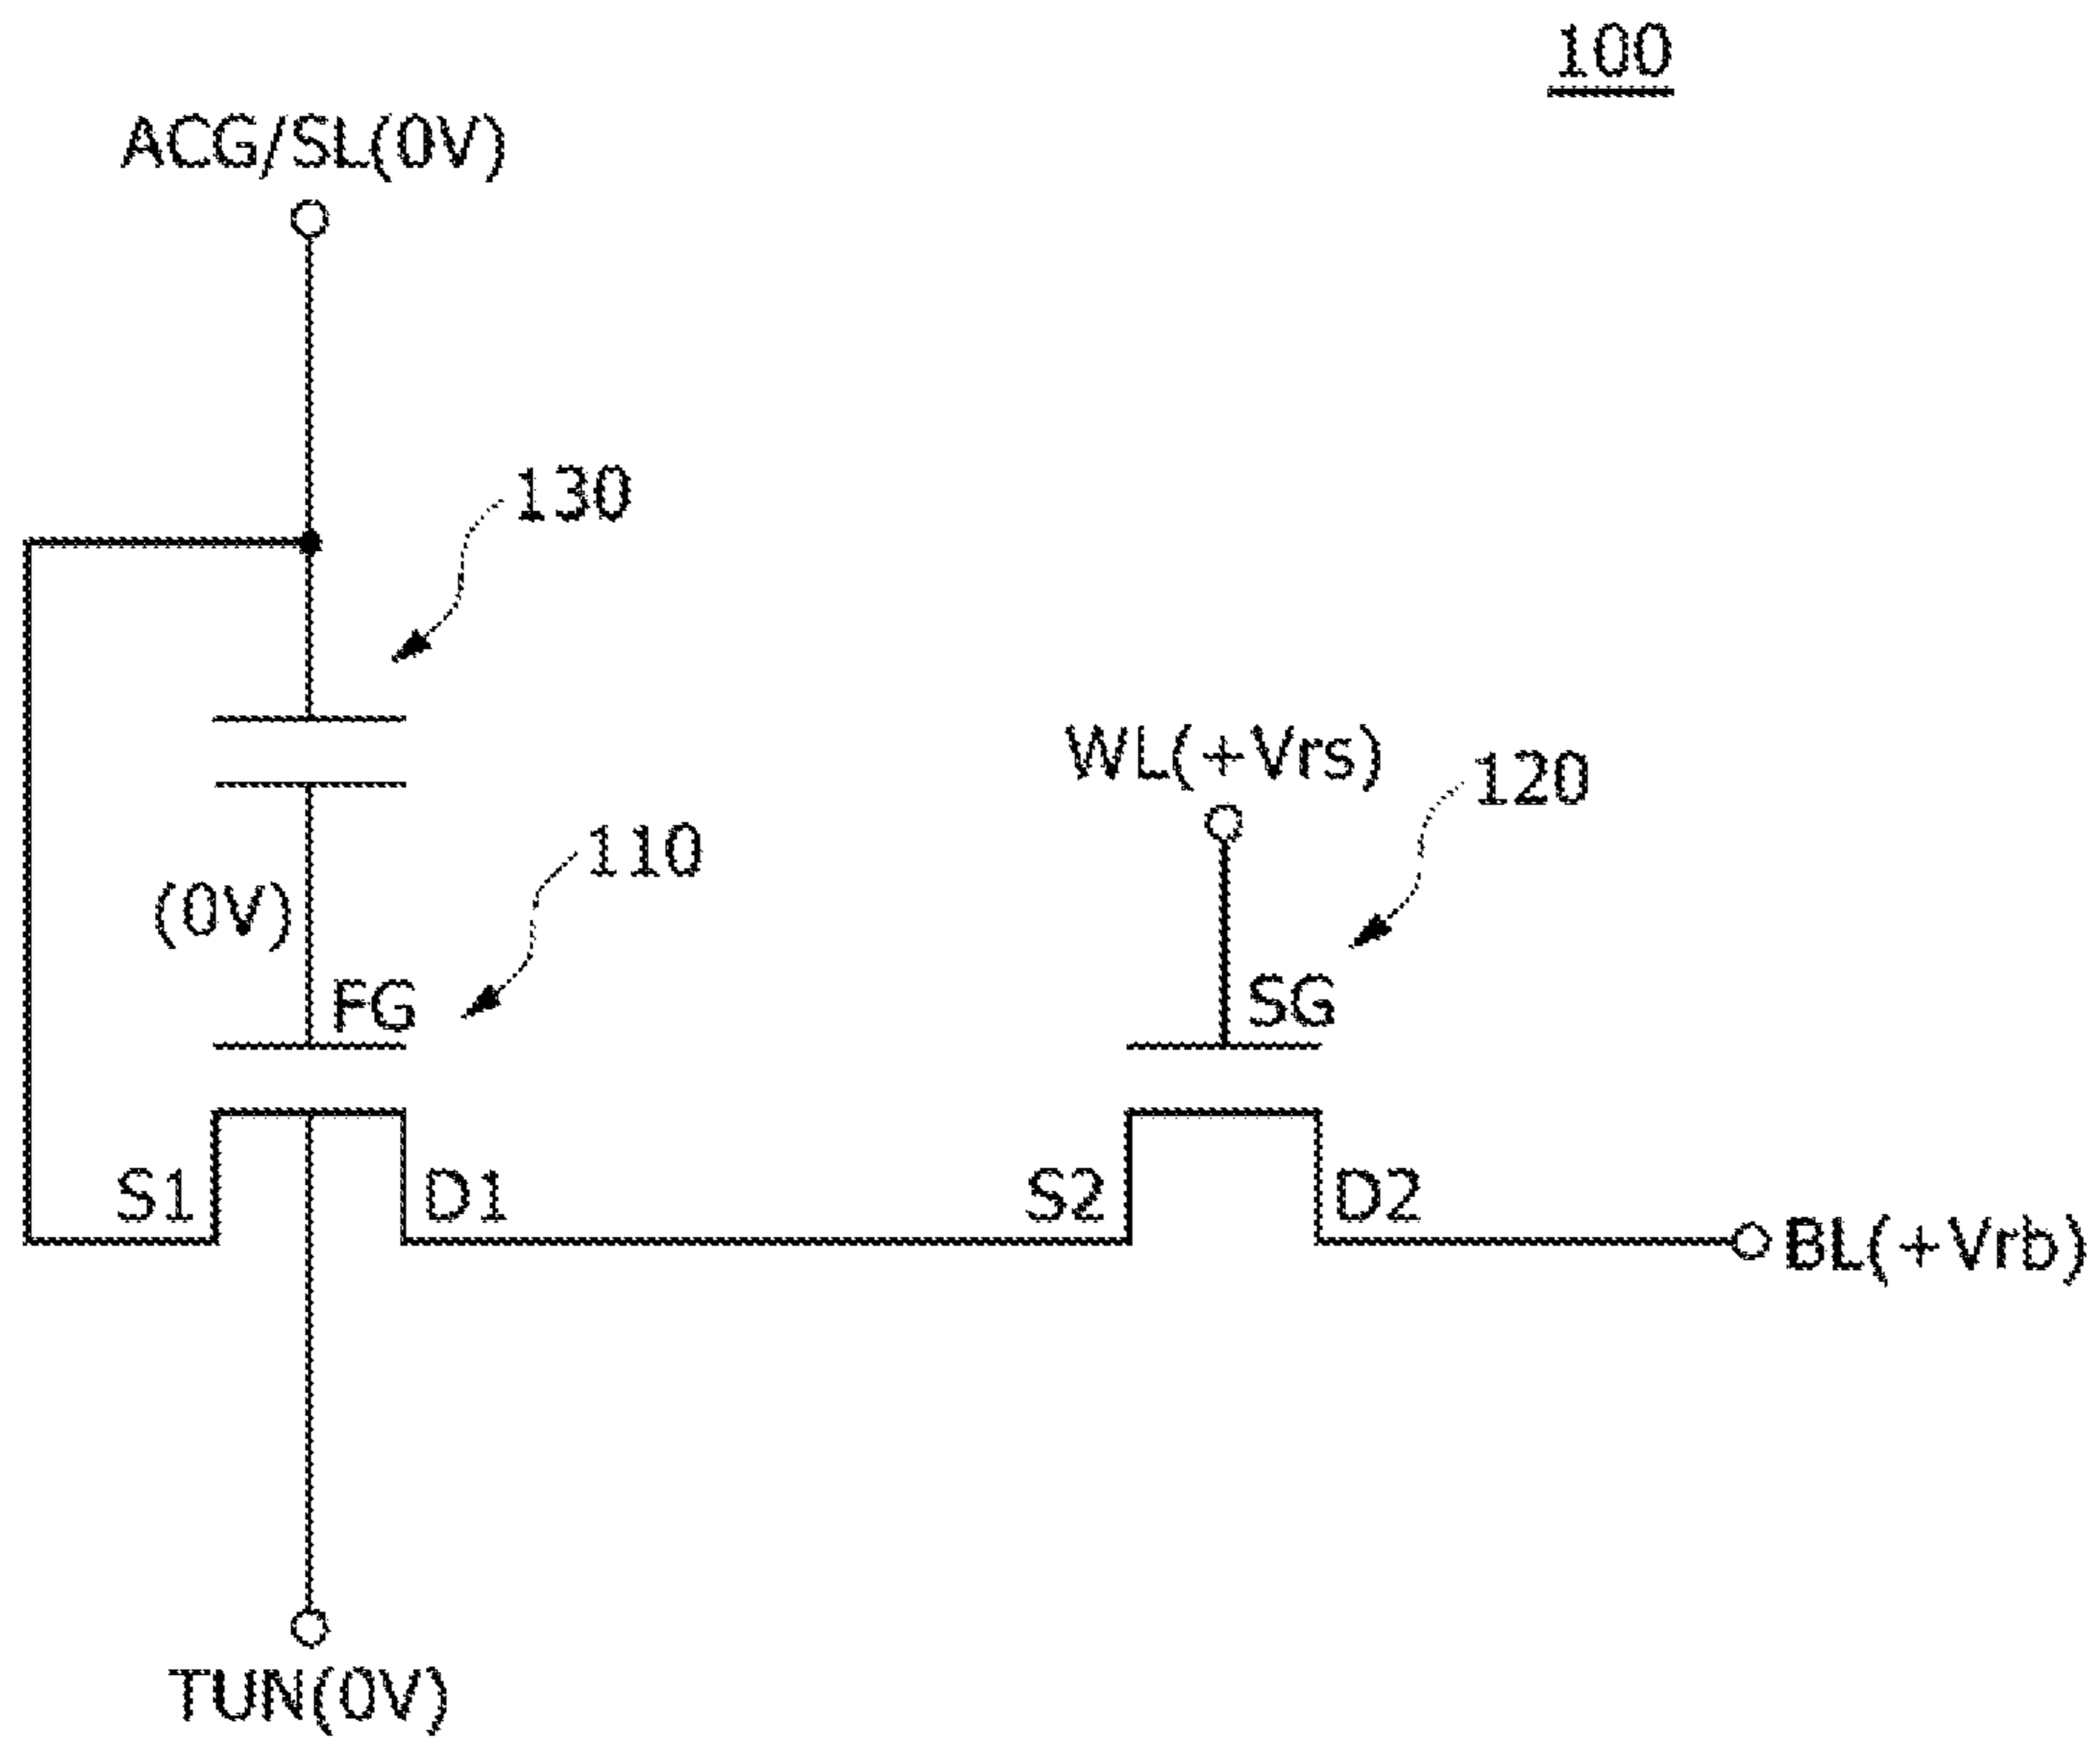 100
ACG/SL(0V)
130
WL(+Vrs)
120
110
(0V)
FG
SG
S1
D1
S2
D2
BL(+Vrb)
TUN(0V)